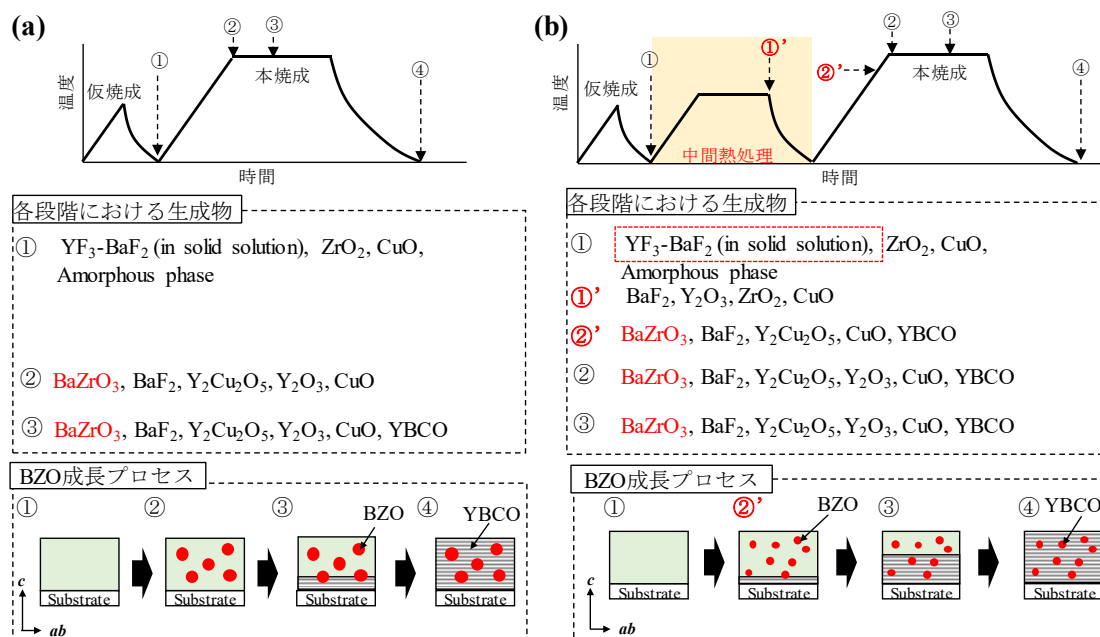 (a)
②
③
①
④
温度
仮焼成
本焼成
時間
各段階における生成物
① YF3-BaF2 (in solid solution), ZrO2, CuO,
Amorphous phase
② BaZrO3, BaF2, Y2Cu2O5, Y2O3, CuO
③ BaZrO3, BaF2, Y2Cu2O5, Y2O3, CuO, YBCO
BZO成長プロセス
① ② ③ ④
BZO
YBCO
Substrate Substrate Substrate Substrate
c
ab
(b)
① ①’ ② ③
②’
④
温度
仮焼成
本焼成
中間熱処理
時間
各段階における生成物
① YF3-BaF2 (in solid solution), ZrO2, CuO,
Amorphous phase
①’ BaF2, Y2O3, ZrO2, CuO
②’ BaZrO3, BaF2, Y2Cu2O5, CuO, YBCO
② BaZrO3, BaF2, Y2Cu2O5, Y2O3, CuO, YBCO
③ BaZrO3, BaF2, Y2Cu2O5, Y2O3, CuO, YBCO
BZO成長プロセス
① ②’ ③ ④
BZO
YBCO
Substrate Substrate Substrate Substrate
c
ab